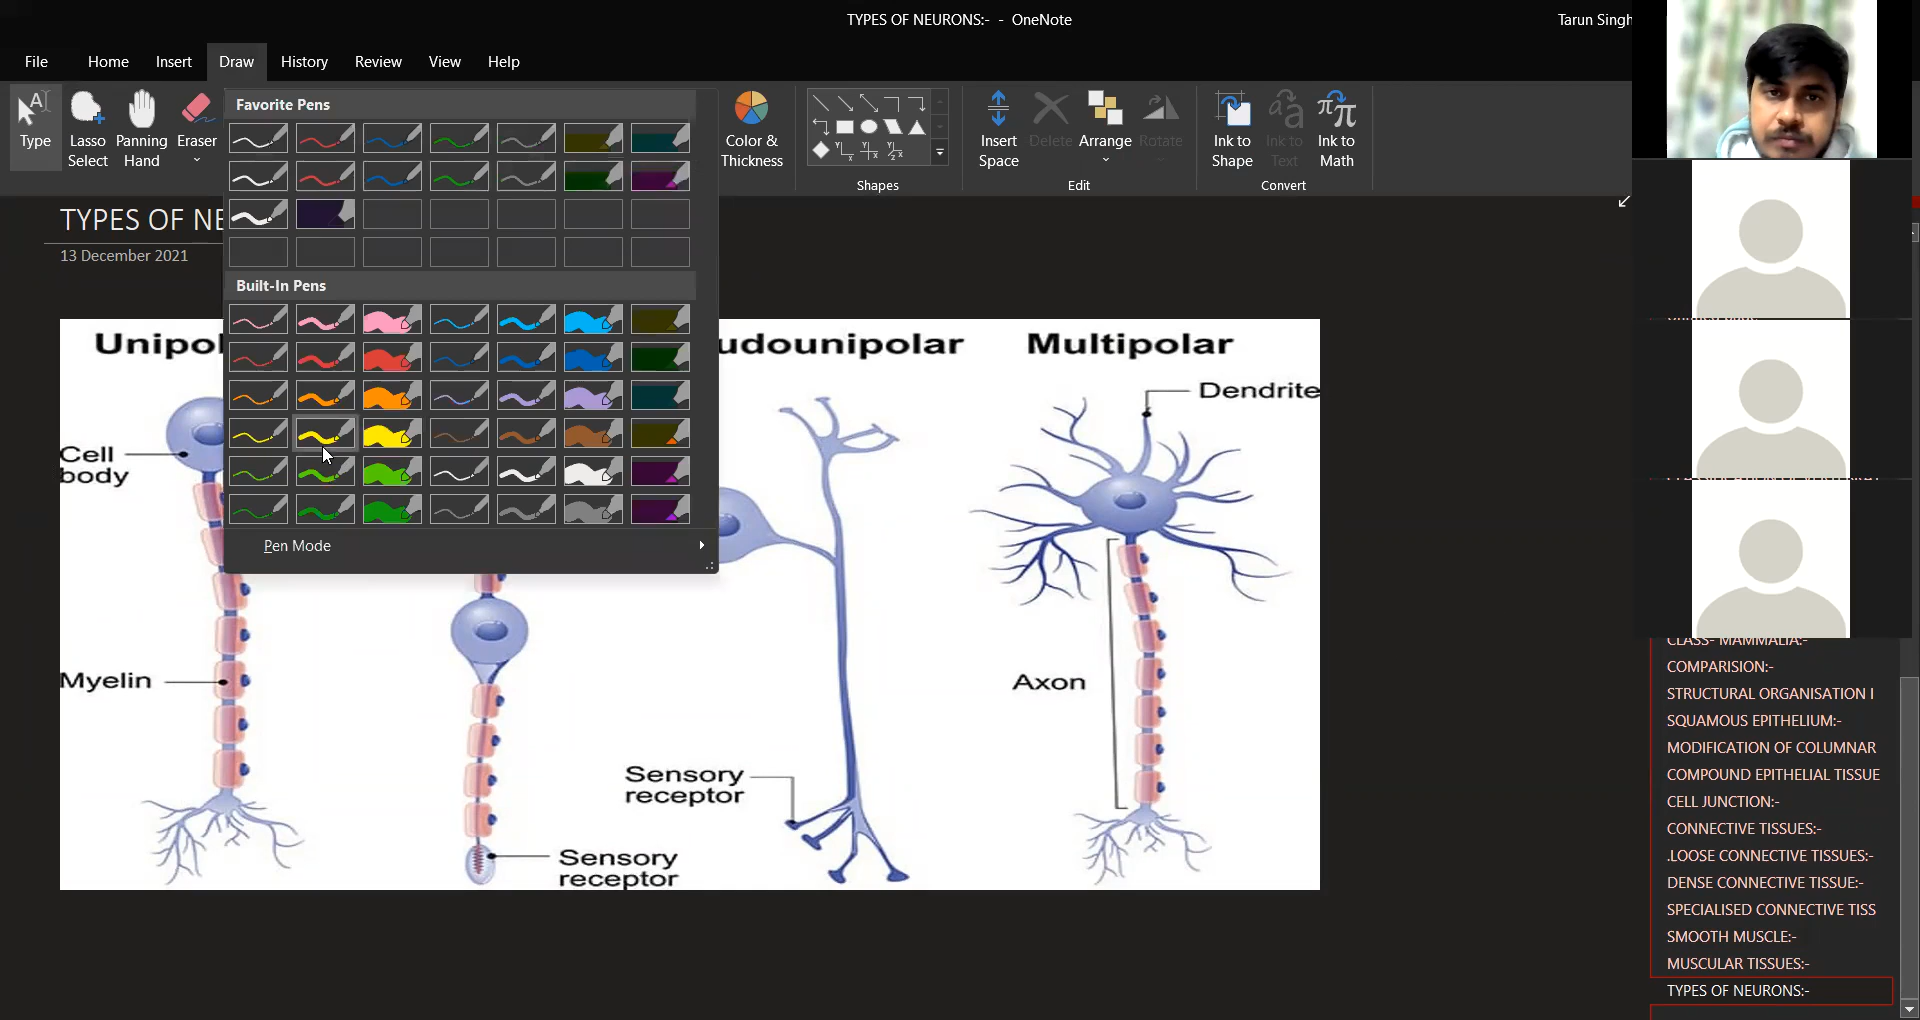 TYPES OF NEURONS:- - OneNote
Tarun Singh
File Home Insert Draw History Review View Help
Type
Lasso
Select
Panning
Hand
Eraser
Favorite Pens
Built-In Pens
Pen Mode
Color &
Thickness
Shapes
Insert
Space
Delete
Arrange
Rotate
Edit
Ink to
Shape
Ink to
Text
Ink to
Math
Convert
TYPES OF NE
13 December 2021
Unipol
udounipolar
Multipolar
Dendrite
Cell
body
Myelin
Axon
Sensory
receptor
Sensory
receptor
CLASS- MAMMALIA:-
COMPARISION:-
STRUCTURAL ORGANISATION I
SQUAMOUS EPITHELIUM:-
MODIFICATION OF COLUMNAR
COMPOUND EPITHELIAL TISSUE
CELL JUNCTION:-
CONNECTIVE TISSUES:-
.LOOSE CONNECTIVE TISSUES:-
DENSE CONNECTIVE TISSUE:-
SPECIALISED CONNECTIVE TISS
SMOOTH MUSCLE:-
MUSCULAR TISSUES:-
TYPES OF NEURONS:-